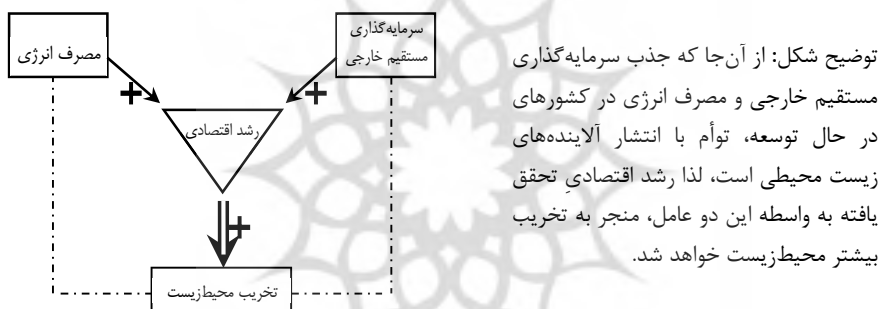 توضیح شکل: از آن‌جا که جذب سرمایه‌گذاری
مستقیم خارجی و مصرف انرژی در کشورهای
در حال توسعه، توأم با انتشار آلاینده‌های
زیست محیطی است، لذا رشد اقتصادیِ تحقق
یافته به واسطه این دو عامل، منجر به تخریب
بیشتر محیط‌زیست خواهد شد.
سرمایه‌گذاری
مستقیم خارجی
مصرف انرژی
+
+
رشد اقتصادی
+
تخریب محیط‌زیست